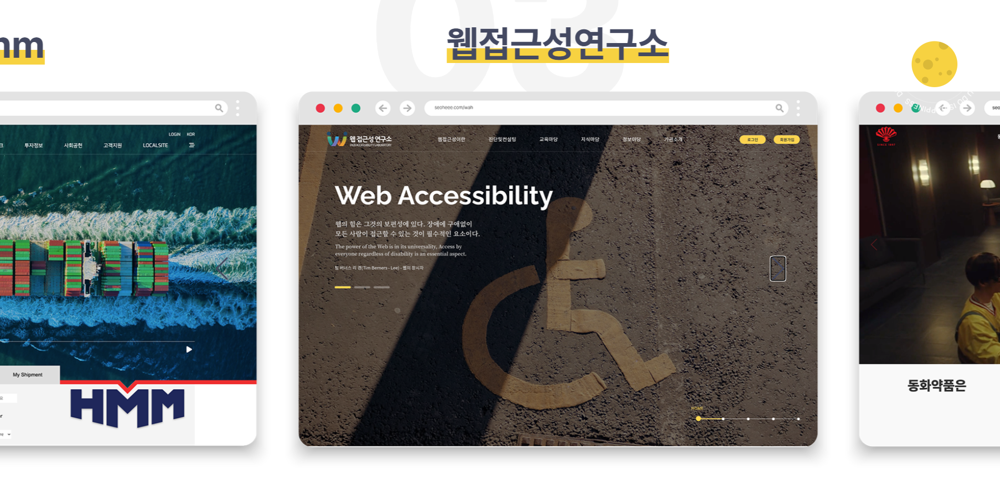 mm
03
웹접근성연구소
LOGIN KOR
투자정보 사회공헌 고객지원 LOCALSITE
My Shipment
HMM
seoheee.com/wah
웹 접근성 연구소
WEB ACCESSIBILITY LABORATORY
웹접근성이란 진단및컨설팅 교육마당 지식마당 정보마당 기관소개
로그인 회원가입
Web Accessibility
웹의 힘은 그것의 보편성에 있다. 장애에 구애없이
모든 사람이 접근할 수 있는 것이 필수적인 요소이다.
The power of the Web is in its universality, Access by
everyone regardless of disability is an essential aspect.
팀 버너스 리 경(Tim Berners - Lee) - 웹의 창시자
HOME
seo
SINCE 1897
동화약품은